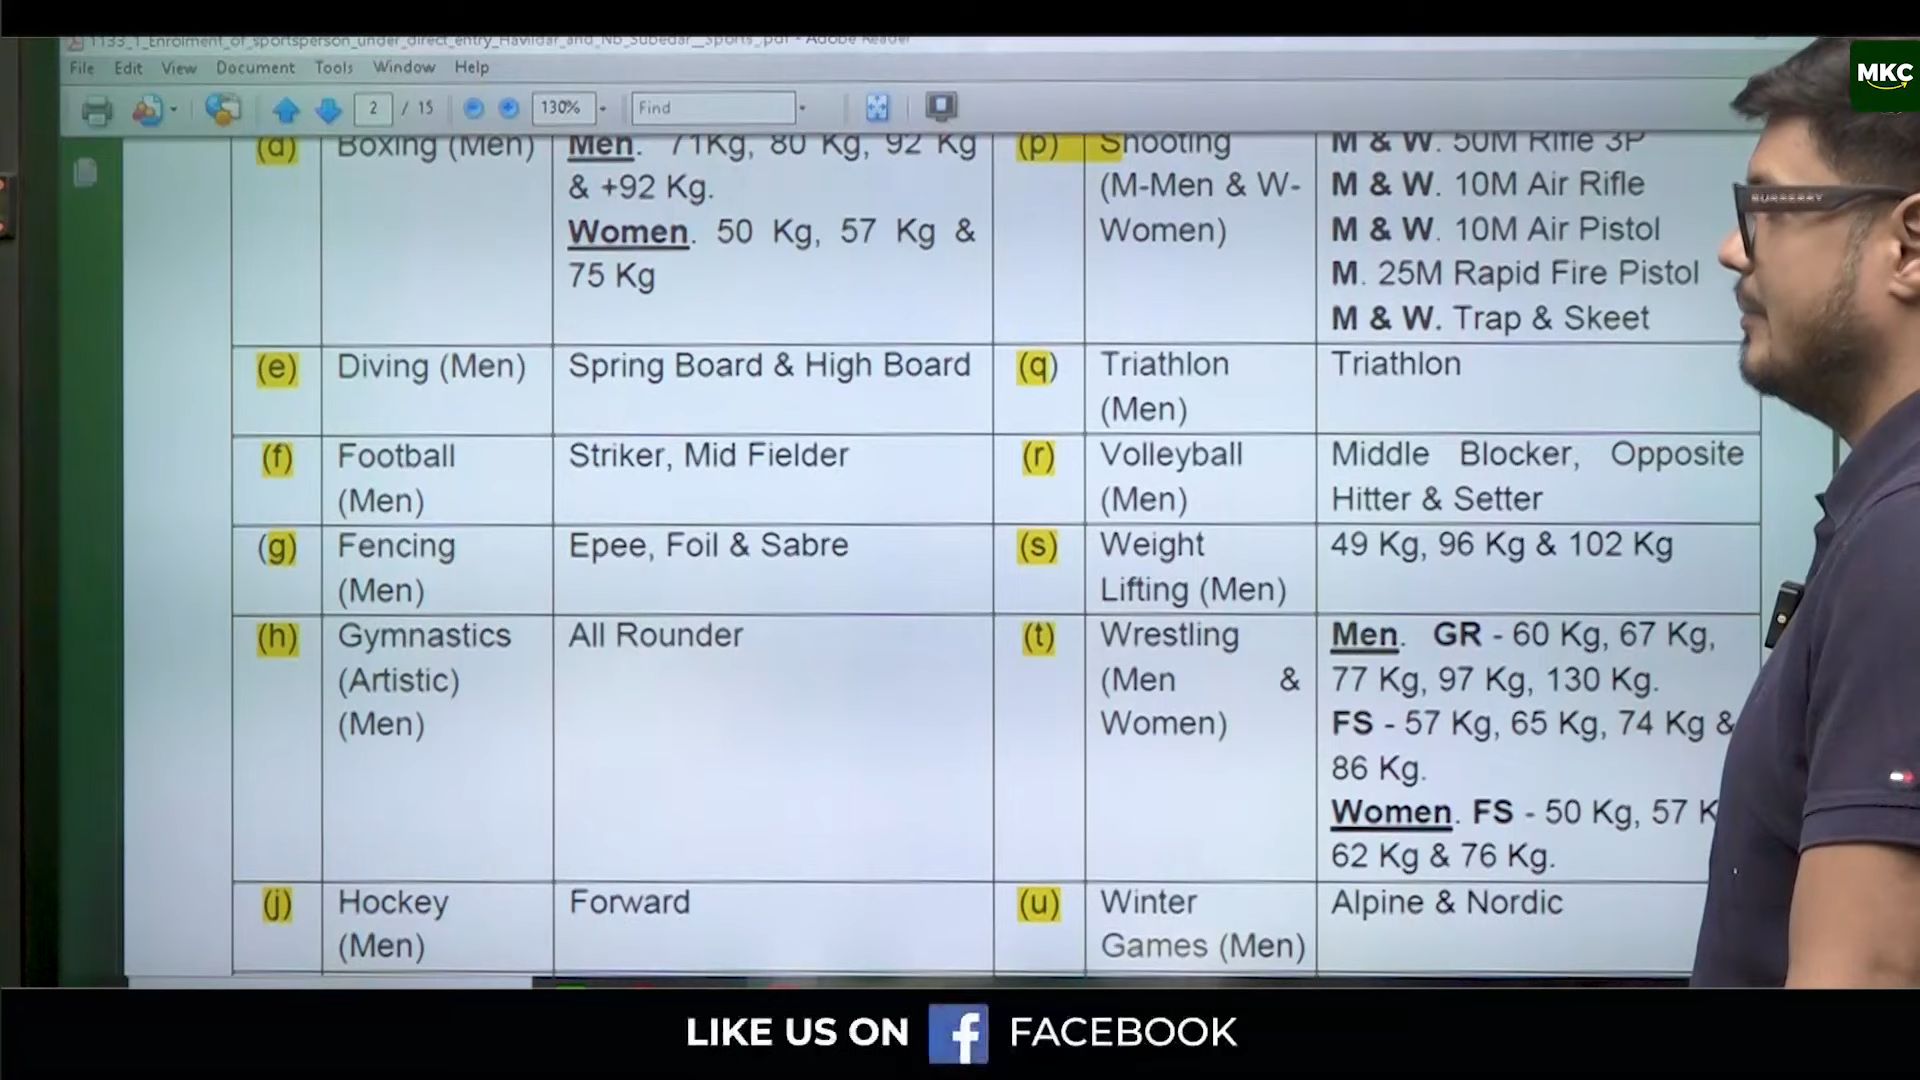 1133_1_Enrolment_of_sportsperson_under_direct_entry_Havildar_and_Nb_Subedar__Sports_.pdf - Adobe Reader
MKC
File Edit View Document Tools Window Help
2 / 15 130% Find
(d) Boxing (Men) Men. 71Kg, 80 Kg, 92 Kg
& +92 Kg.
Women. 50 Kg, 57 Kg &
75 Kg
(p) Shooting
(M-Men & W-
Women)
M & W. 50M Rifle 3P
M & W. 10M Air Rifle
M & W. 10M Air Pistol
M. 25M Rapid Fire Pistol
M & W. Trap & Skeet
BURBERRY
(e) Diving (Men) Spring Board & High Board
(q) Triathlon
(Men)
Triathlon
(f) Football
(Men)
Striker, Mid Fielder
(r) Volleyball
(Men)
Middle Blocker, Opposite
Hitter & Setter
(g) Fencing
(Men)
Epee, Foil & Sabre
(s) Weight
Lifting (Men)
49 Kg, 96 Kg & 102 Kg
(h) Gymnastics
(Artistic)
(Men)
All Rounder
(t) Wrestling
(Men &
Women)
Men. GR - 60 Kg, 67 Kg,
77 Kg, 97 Kg, 130 Kg.
FS - 57 Kg, 65 Kg, 74 Kg &
86 Kg.
Women. FS - 50 Kg, 57 K
62 Kg & 76 Kg.
(j) Hockey
(Men)
Forward
(u) Winter
Games (Men)
Alpine & Nordic
LIKE US ON f FACEBOOK